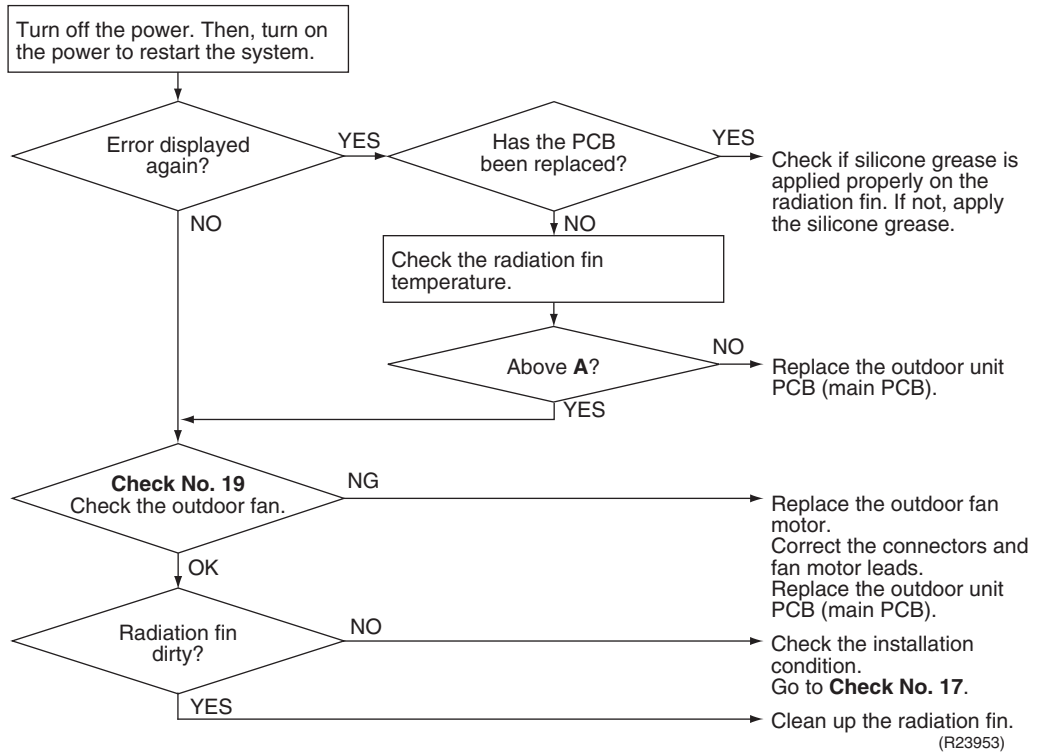 Turn off the power. Then, turn on
the power to restart the system.
Error displayed
again?
YES
Has the PCB
been replaced?
YES
Check if silicone grease is
applied properly on the
radiation fin. If not, apply
the silicone grease.
NO
NO
Check the radiation fin
temperature.
Above A?
NO
Replace the outdoor unit
PCB (main PCB).
YES
Check No. 19
Check the outdoor fan.
NG
Replace the outdoor fan
motor.
Correct the connectors and
fan motor leads.
Replace the outdoor unit
PCB (main PCB).
OK
Radiation fin
dirty?
NO
Check the installation
condition.
Go to Check No. 17.
YES
Clean up the radiation fin.
(R23953)